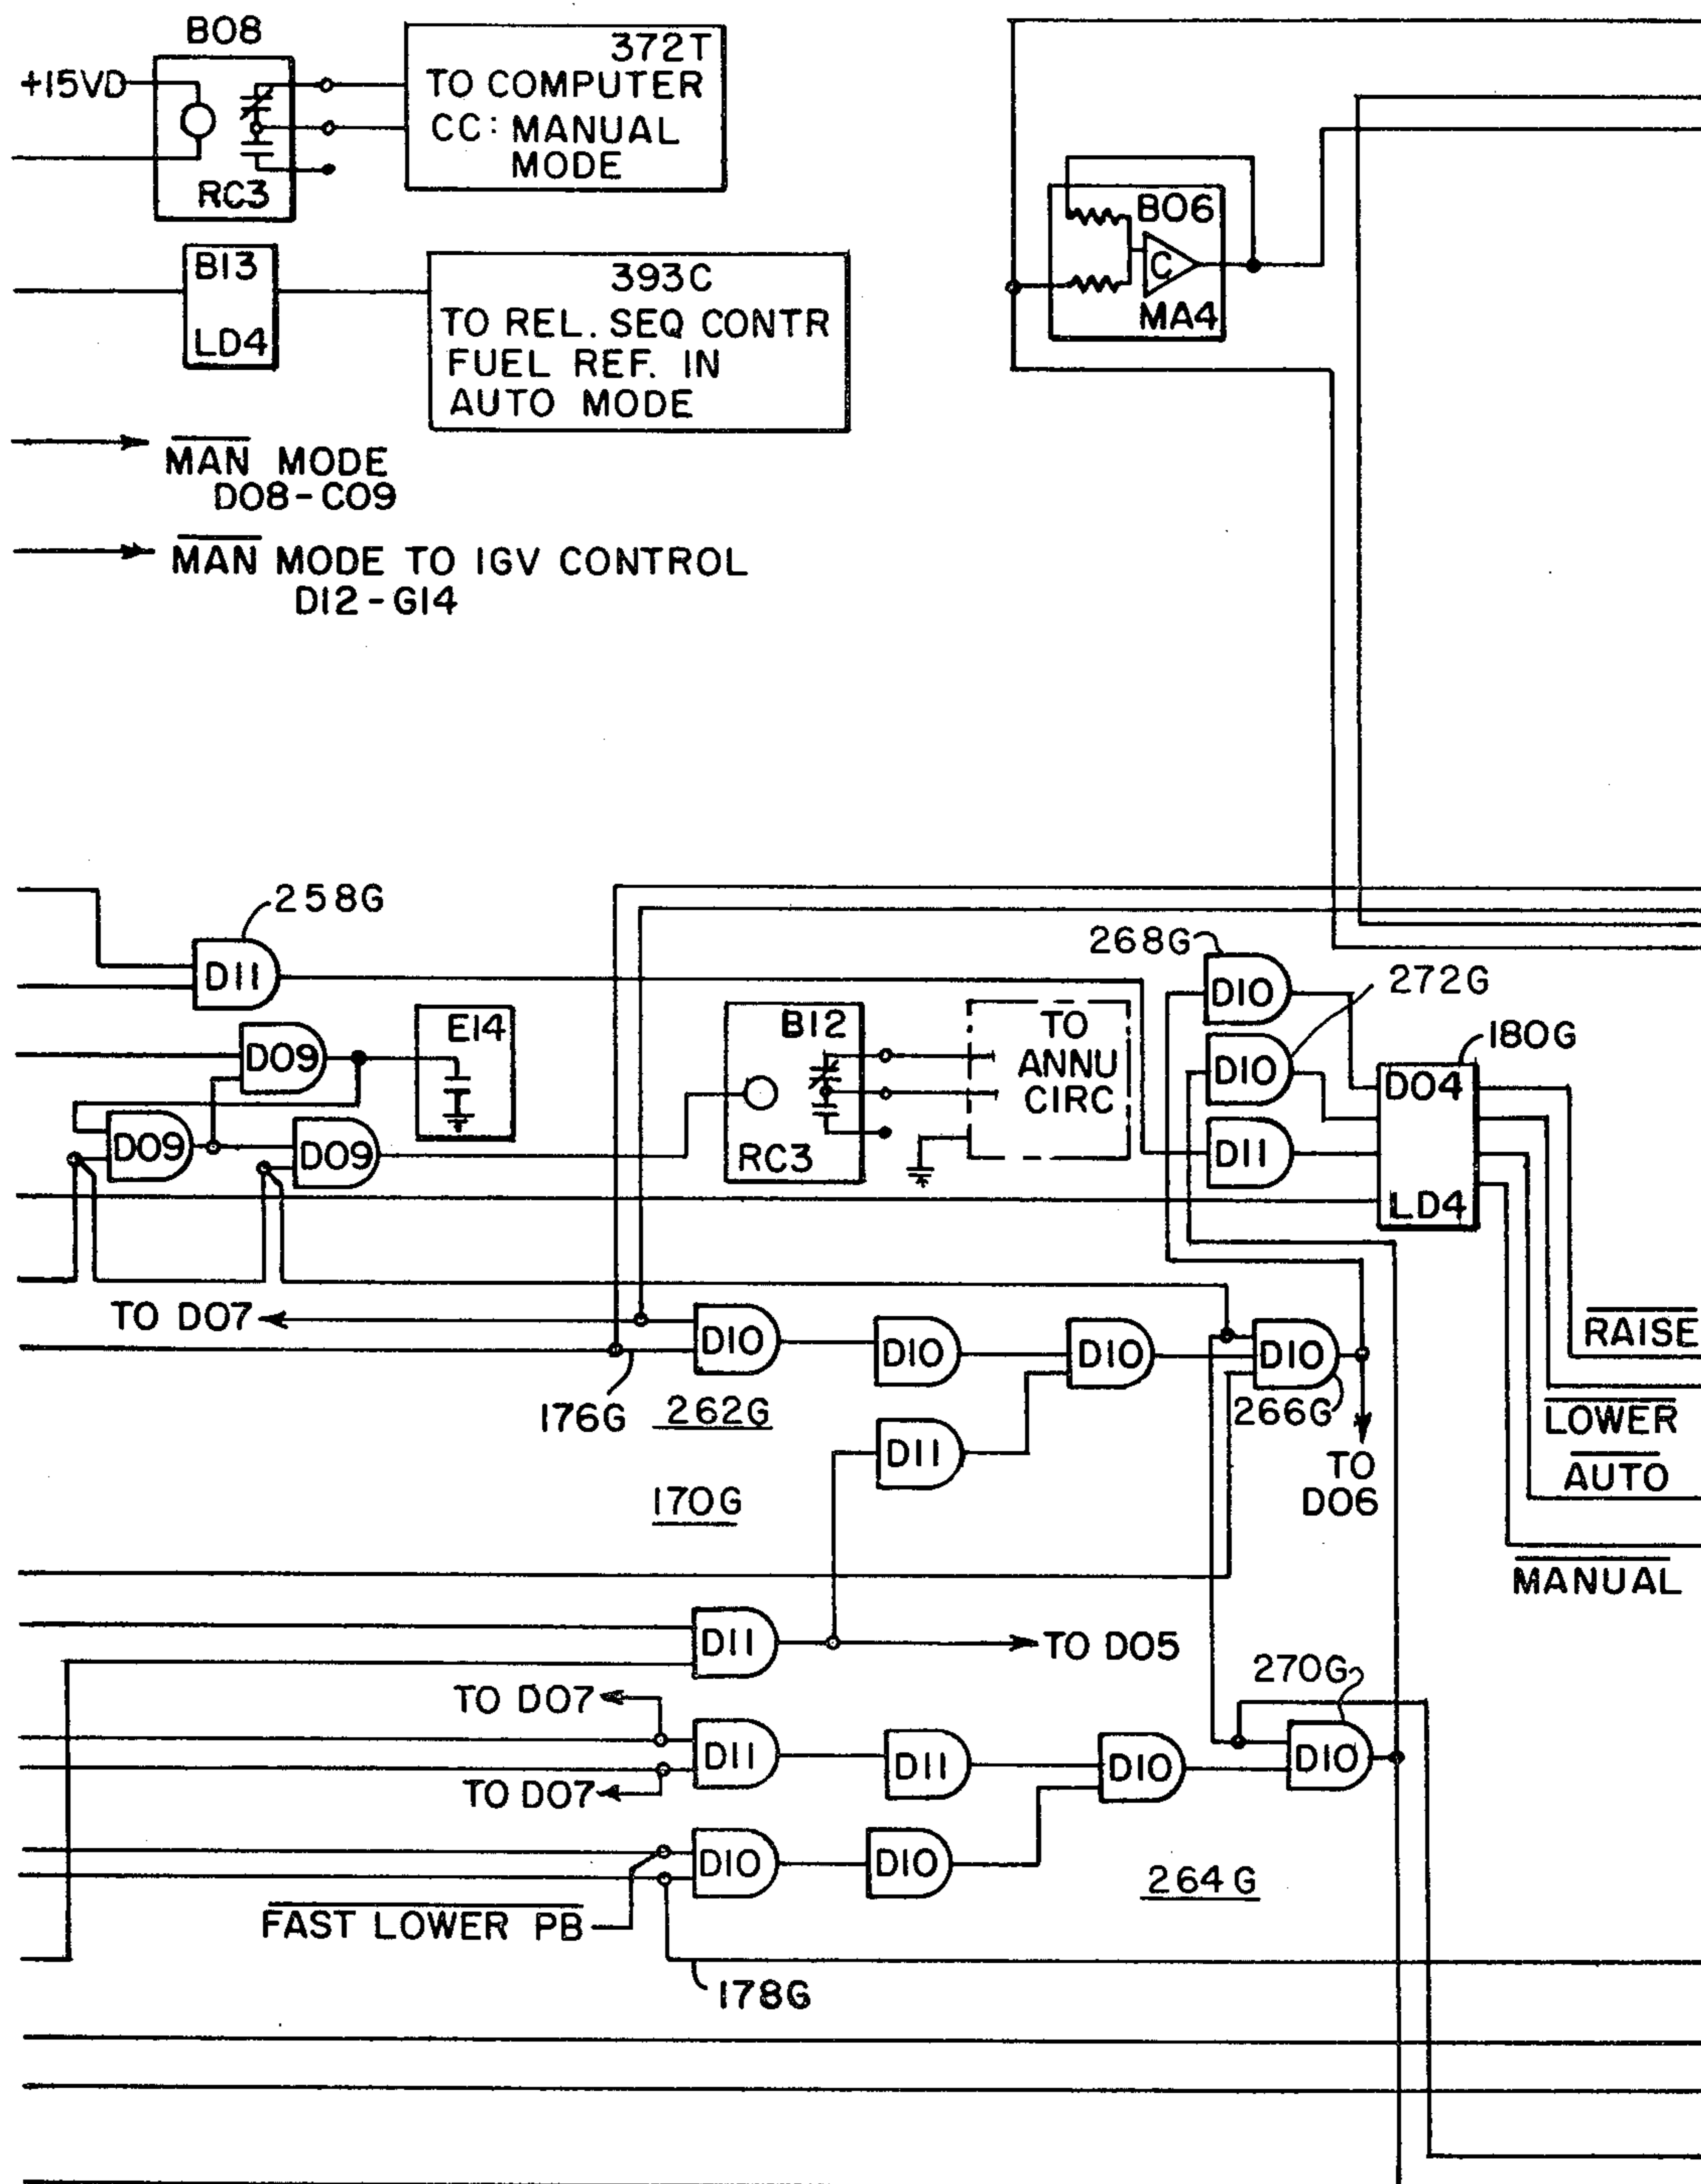 B08
+15VD
RC3
372T
TO COMPUTER
CC: MANUAL
MODE
B13
LD4
393C
TO REL. SEQ CONTR
FUEL REF. IN
AUTO MODE
B06
C
MA4
MAN MODE
D08-C09
MAN MODE TO IGV CONTROL
D12-G14
258G
D11
D09
E14
D09
D09
B12
RC3
TO
ANNU
CIRC
268G
D10
272G
D10
D11
180G
D04
LD4
TO D07
D10
D10
D10
D10
176G
262G
266G
D11
TO
D06
170G
RAISE
LOWER
AUTO
MANUAL
D11
TO D05
TO D07
D11
D11
D10
270G
D10
TO D07
D10
D10
264G
FAST LOWER PB
178G